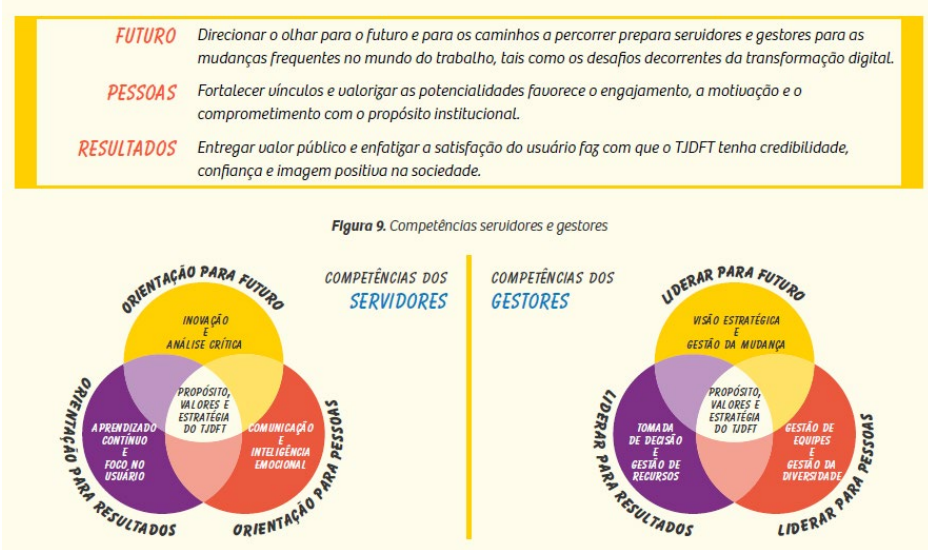 FUTURO
Direcionar o olhar para o futuro e para os caminhos a percorrer prepara servidores e gestores para as
mudanças frequentes no mundo do trabalho, tais como os desafios decorrentes da transformação digital.
PESSOAS
Fortalecer vínculos e valorizar as potencialidades favorece o engajamento, a motivação e o
comprometimento com o propósito institucional.
RESULTADOS
Entregar valor público e enfatizar a satisfação do usuário faz com que o TJDFT tenha credibilidade,
confiança e imagem positiva na sociedade.
Figura 9. Competências servidores e gestores
COMPETÊNCIAS DOS
SERVIDORES
ORIENTAÇÃO PARA FUTURO
INOVAÇÃO
E
ANÁLISE CRÍTICA
PROPÓSITO,
VALORES E
ESTRATÉGIA
DO TJDFT
ORIENTAÇÃO PARA RESULTADOS
APRENDIZADO
CONTÍNUO
E
FOCO NO
USUÁRIO
COMUNICAÇÃO
E
INTELIGÊNCIA
EMOCIONAL
ORIENTAÇÃO PARA PESSOAS
COMPETÊNCIAS DOS
GESTORES
LIDERAR PARA FUTURO
VISÃO ESTRATÉGICA
E
GESTÃO DA MUDANÇA
PROPÓSITO,
VALORES E
ESTRATÉGIA
DO TJDFT
LIDERAR PARA RESULTADOS
TOMADA
DE DECISÃO
E
GESTÃO DE
RECURSOS
GESTÃO DE
EQUIPES
E
GESTÃO DA
DIVERSIDADE
LIDERAR PARA PESSOAS